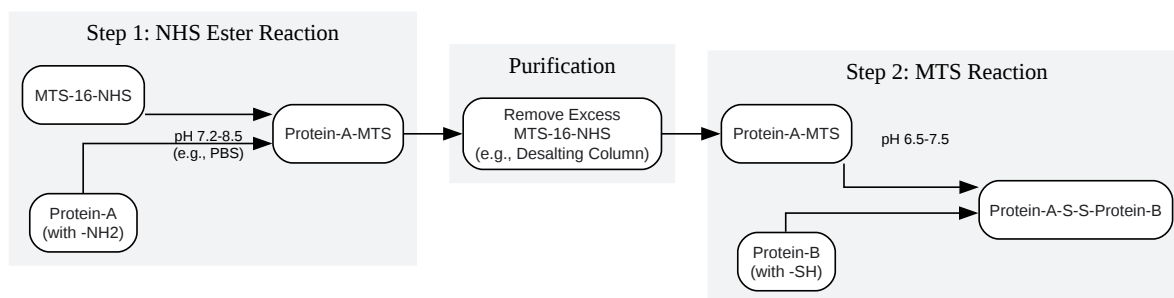 Step 1: NHS Ester Reaction
MTS-16-NHS
pH 7.2-8.5
(e.g., PBS)
Protein-A
(with -NH2)
Protein-A-MTS
Purification
Remove Excess
MTS-16-NHS
(e.g., Desalting Column)
Step 2: MTS Reaction
Protein-A-MTS
pH 6.5-7.5
Protein-B
(with -SH)
Protein-A-S-S-Protein-B